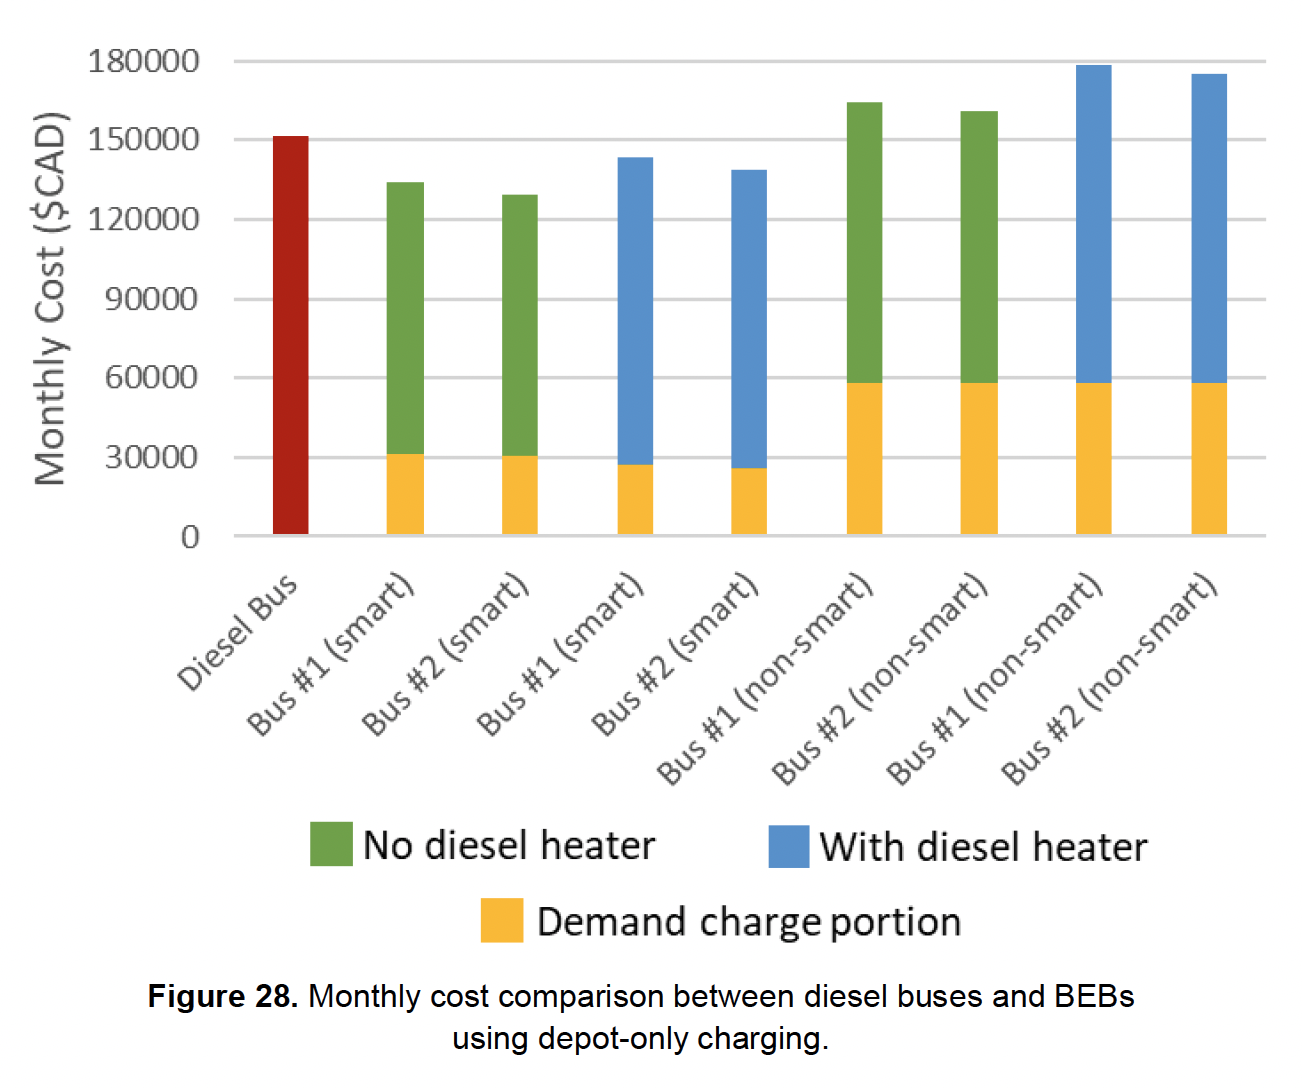 Monthly Cost ($CAD)
180000
150000
120000
90000
60000
30000
0
Diesel Bus
Bus #1 (smart)
Bus #2 (smart)
Bus #1 (smart)
Bus #2 (smart)
Bus #1 (non-smart)
Bus #2 (non-smart)
Bus #1 (non-smart)
Bus #2 (non-smart)
No diesel heater
With diesel heater
Demand charge portion
Figure 28. Monthly cost comparison between diesel buses and BEBs
using depot-only charging.